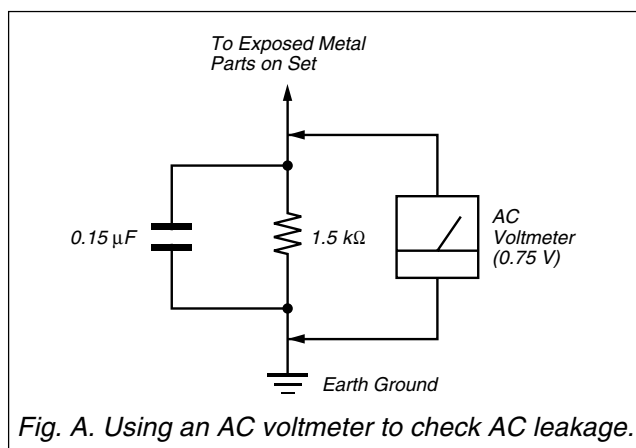 To Exposed Metal
Parts on Set
0.15 μF
1.5 kΩ
AC
Voltmeter
(0.75 V)
Earth Ground
Fig. A. Using an AC voltmeter to check AC leakage.